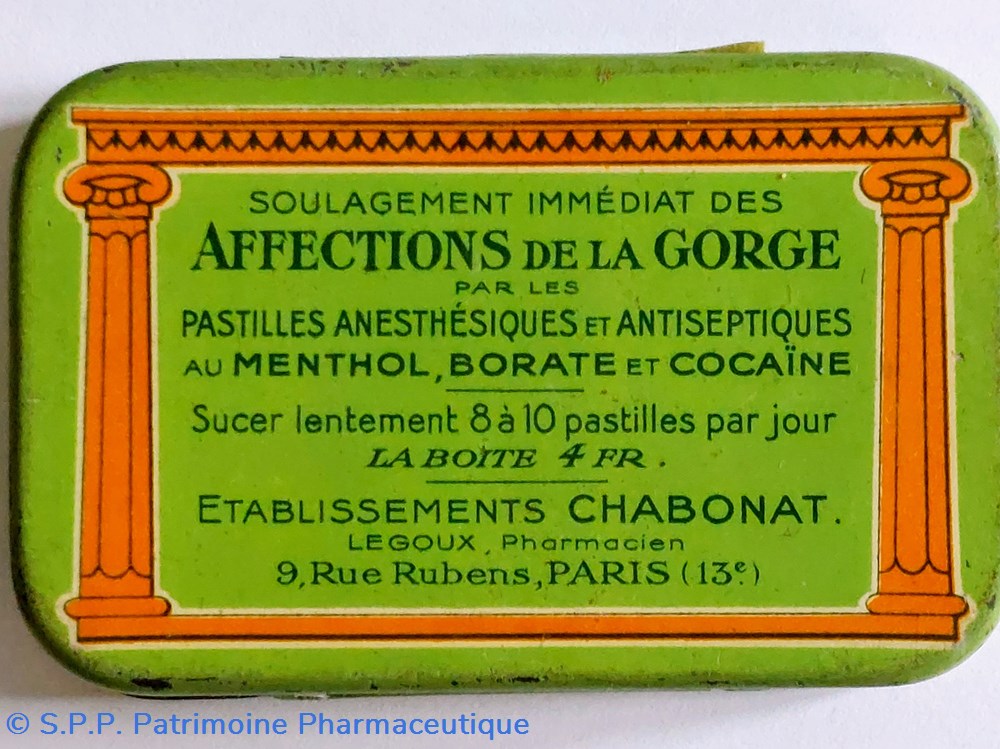 SOULAGEMENT IMMÉDIAT DES
AFFECTIONS DE LA GORGE
PAR LES
PASTILLES ANESTHÉSIQUES ET ANTISEPTIQUES
AU MENTHOL, BORATE ET COCAÏNE
Sucer lentement 8 à 10 pastilles par jour
LA BOITE 4 FR.
ETABLISSEMENTS CHABONAT.
LEGOUX, Pharmacien
9, Rue Rubens, PARIS (13e)
© S.P.P. Patrimoine Pharmaceutique